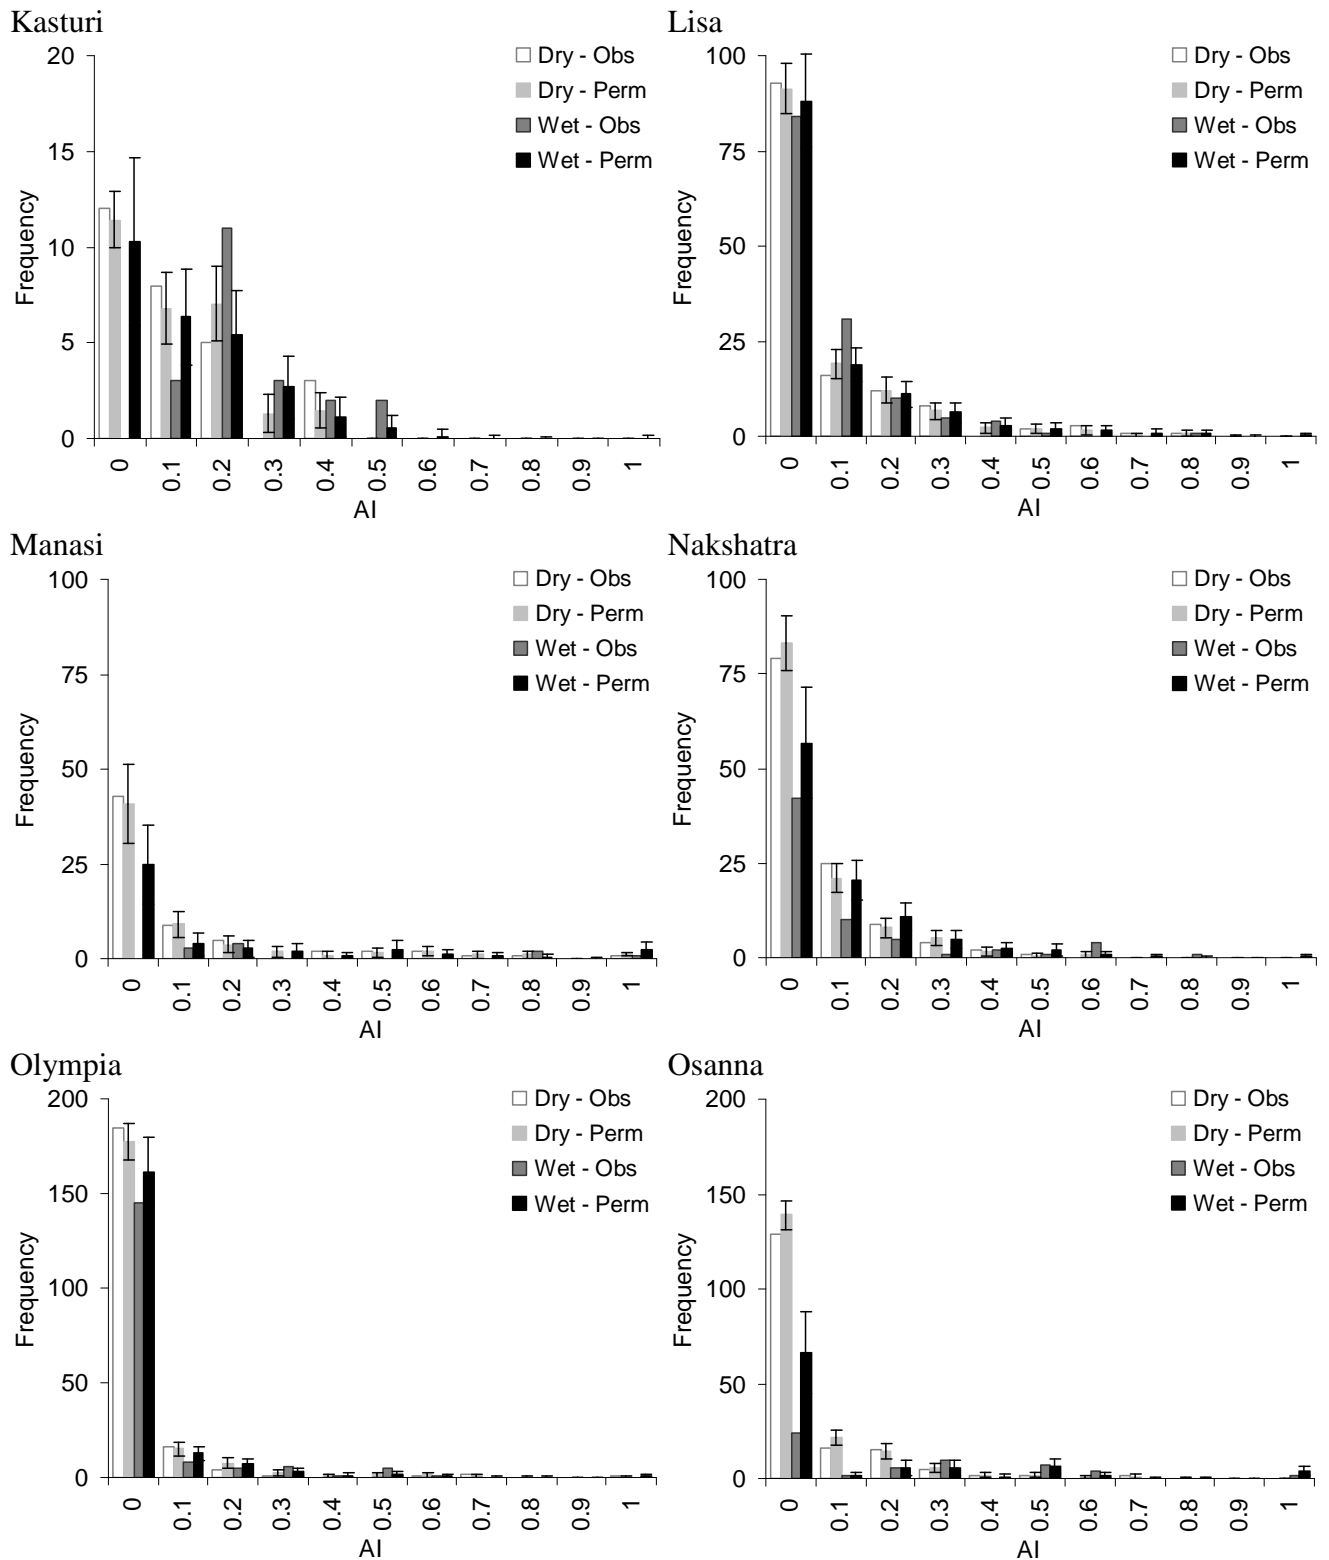 Kasturi
20
15
10
5
0
Frequency
0 0.1 0.2 0.3 0.4 0.5 0.6 0.7 0.8 0.9 1
AI
Dry - Obs
Dry - Perm
Wet - Obs
Wet - Perm
Lisa
100
75
50
25
0
Frequency
0 0.1 0.2 0.3 0.4 0.5 0.6 0.7 0.8 0.9 1
AI
Dry - Obs
Dry - Perm
Wet - Obs
Wet - Perm
Manasi
100
75
50
25
0
Frequency
0 0.1 0.2 0.3 0.4 0.5 0.6 0.7 0.8 0.9 1
AI
Dry - Obs
Dry - Perm
Wet - Obs
Wet - Perm
Nakshatra
100
75
50
25
0
Frequency
0 0.1 0.2 0.3 0.4 0.5 0.6 0.7 0.8 0.9 1
AI
Dry - Obs
Dry - Perm
Wet - Obs
Wet - Perm
Olympia
200
150
100
50
0
Frequency
0 0.1 0.2 0.3 0.4 0.5 0.6 0.7 0.8 0.9 1
AI
Dry - Obs
Dry - Perm
Wet - Obs
Wet - Perm
Osanna
200
150
100
50
0
Frequency
0 0.1 0.2 0.3 0.4 0.5 0.6 0.7 0.8 0.9 1
AI
Dry - Obs
Dry - Perm
Wet - Obs
Wet - Perm